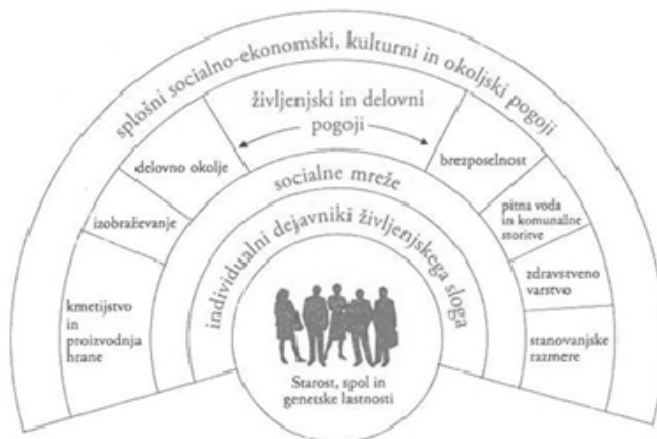 splošni socialno-ekonomski, kulturni in okoljski pogoji
življenjski in delovni
pogoji
delovno okolje
brezposelnost
socialne mreže
izobraževanje
pitna voda
in komunalne
storitve
individualni dejavniki življenjskega sloga
zdravstveno
varstvo
kmetijstvo
in
proizvodnja
hrane
stanovanjske
razmere
Starost, spol in
genetske lastnosti